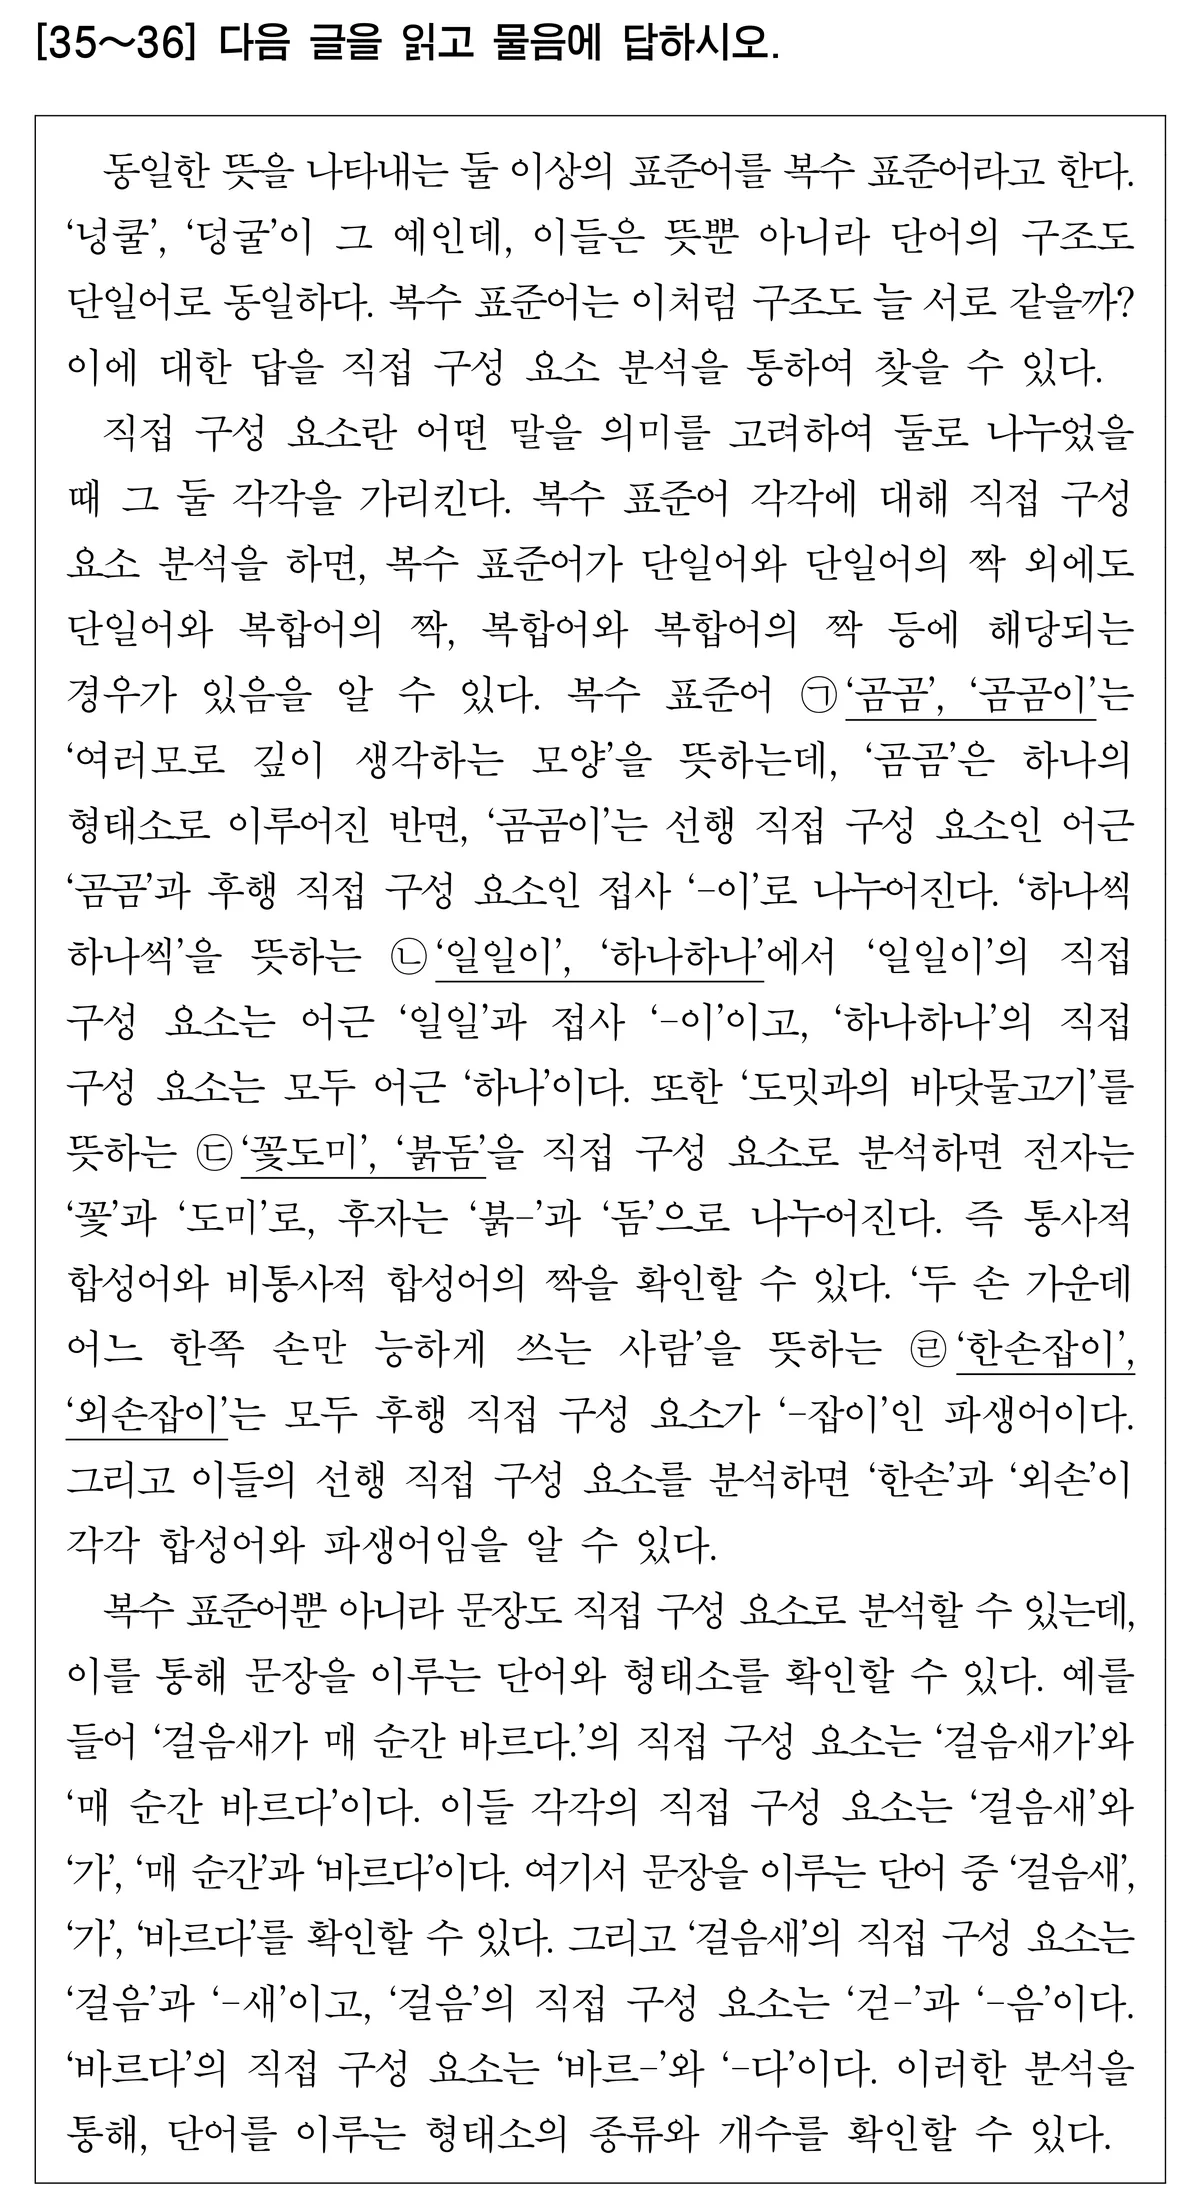 [35～36] 다음 글을 읽고 물음에 답하시오.
동일한 뜻을 나타내는 둘 이상의 표준어를 복수 표준어라고 한다.
‘넝쿨’, ‘덩굴’이 그 예인데, 이들은 뜻뿐 아니라 단어의 구조도
단일어로 동일하다. 복수 표준어는 이처럼 구조도 늘 서로 같을까?
이에 대한 답을 직접 구성 요소 분석을 통하여 찾을 수 있다.
직접 구성 요소란 어떤 말을 의미를 고려하여 둘로 나누었을
때 그 둘 각각을 가리킨다. 복수 표준어 각각에 대해 직접 구성
요소 분석을 하면, 복수 표준어가 단일어와 단일어의 짝 외에도
단일어와 복합어의 짝, 복합어와 복합어의 짝 등에 해당되는
경우가 있음을 알 수 있다. 복수 표준어 ㉠‘곰곰’, ‘곰곰이’는
‘여러모로 깊이 생각하는 모양’을 뜻하는데, ‘곰곰’은 하나의
형태소로 이루어진 반면, ‘곰곰이’는 선행 직접 구성 요소인 어근
‘곰곰’과 후행 직접 구성 요소인 접사 ‘-이’로 나누어진다. ‘하나씩
하나씩’을 뜻하는 ㉡‘일일이’, ‘하나하나’에서 ‘일일이’의 직접
구성 요소는 어근 ‘일일’과 접사 ‘-이’이고, ‘하나하나’의 직접
구성 요소는 모두 어근 ‘하나’이다. 또한 ‘도밋과의 바닷물고기’를
뜻하는 ㉢‘꽃도미’, ‘붉돔’을 직접 구성 요소로 분석하면 전자는
‘꽃’과 ‘도미’로, 후자는 ‘붉-’과 ‘돔’으로 나누어진다. 즉 통사적
합성어와 비통사적 합성어의 짝을 확인할 수 있다. ‘두 손 가운데
어느 한쪽 손만 능하게 쓰는 사람’을 뜻하는 ㉣‘한손잡이’,
‘외손잡이’는 모두 후행 직접 구성 요소가 ‘-잡이’인 파생어이다.
그리고 이들의 선행 직접 구성 요소를 분석하면 ‘한손’과 ‘외손’이
각각 합성어와 파생어임을 알 수 있다.
복수 표준어뿐 아니라 문장도 직접 구성 요소로 분석할 수 있는데,
이를 통해 문장을 이루는 단어와 형태소를 확인할 수 있다. 예를
들어 ‘걸음새가 매 순간 바르다.’의 직접 구성 요소는 ‘걸음새가’와
‘매 순간 바르다’이다. 이들 각각의 직접 구성 요소는 ‘걸음새’와
‘가’, ‘매 순간’과 ‘바르다’이다. 여기서 문장을 이루는 단어 중 ‘걸음새’,
‘가’, ‘바르다’를 확인할 수 있다. 그리고 ‘걸음새’의 직접 구성 요소는
‘걸음’과 ‘-새’이고, ‘걸음’의 직접 구성 요소는 ‘걷-’과 ‘-음’이다.
‘바르다’의 직접 구성 요소는 ‘바르-’와 ‘-다’이다. 이러한 분석을
통해, 단어를 이루는 형태소의 종류와 개수를 확인할 수 있다.